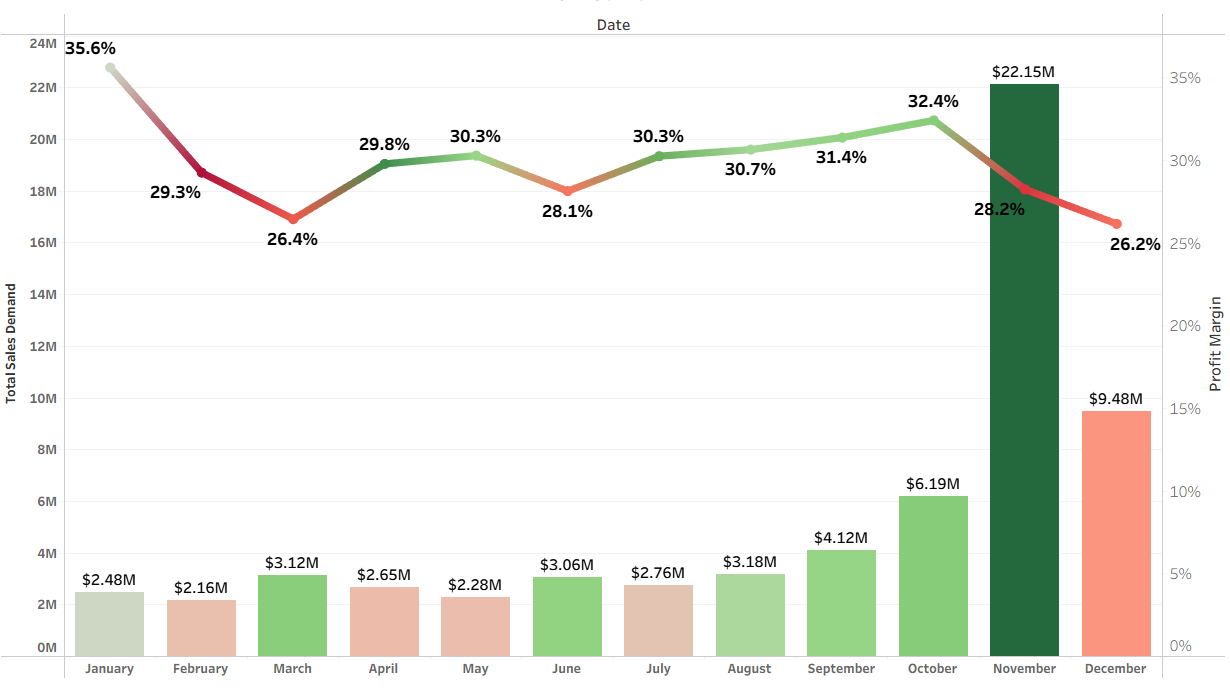 Date
24M
22M
20M
18M
16M
14M
12M
10M
8M
6M
4M
2M
0M
Total Sales Demand
35.6%
29.3%
26.4%
29.8%
30.3%
28.1%
30.3%
30.7%
31.4%
32.4%
28.2%
26.2%
$2.48M
$2.16M
$3.12M
$2.65M
$2.28M
$3.06M
$2.76M
$3.18M
$4.12M
$6.19M
$22.15M
$9.48M
35%
30%
25%
20%
15%
10%
5%
0%
Profit Margin
January February March April May June July August September October November December